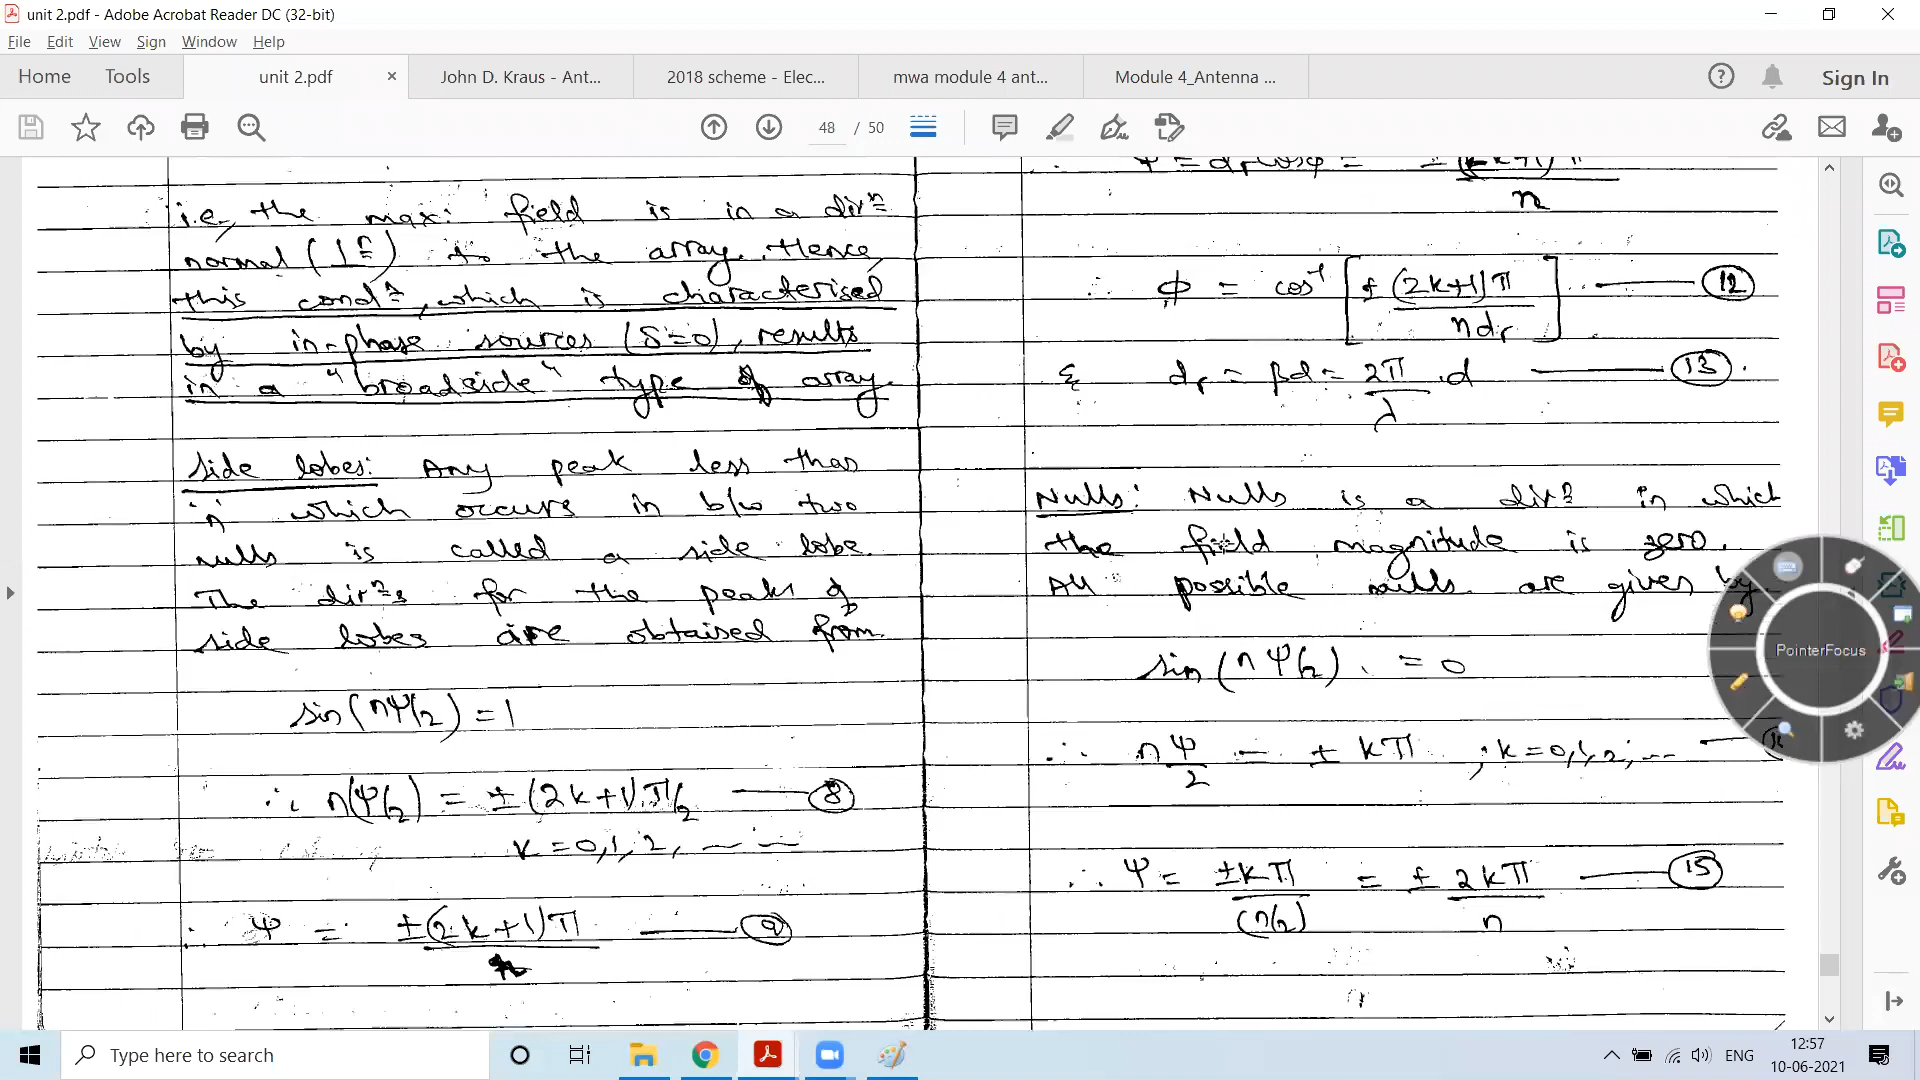 unit 2.pdf - Adobe Acrobat Reader DC (32-bit)
File Edit View Sign Window Help
Home Tools unit 2.pdf × John D. Kraus - Ant... 2018 scheme - Elec... mwa module 4 ant... Module 4_Antenna ... Sign In
48 / 50
i.e, the max: field is in a dirⁿ
normal (⊥r) to the array. Hence,
this condⁿ, which is characterised
by in-phase sources (δ=0), results
in a "broadside" type of array.
Side lobes: Any peak less than
'n' which occurs in b/w two
nulls is called a side lobe.
The dirⁿs for the peaks of
side lobes are obtained from
sin(nψ/2) = 1
∴ n(ψ/2) = ±(2k+1)π/2 —— (8)
k = 0,1,2, — —
∴ ψ = ±(2k+1)π/n —— (9)
∴ ψ = dr cosφ = ±(2k+1)π/n
∴ φ = cos⁻¹ [±(2k+1)π/ndr] —— (12)
& dr = βd = 2π/λ .d —— (13).
Nulls: Nulls is a dirⁿ in which
the field magnitude is zero.
All possible nulls are given by
sin(nψ/2) = 0
∴ nψ/2 = ± kπ ; k=0,1,2, —
∴ ψ = ±kπ/(n/2) = ± 2kπ/n —— (15)
PointerFocus
Type here to search
ENG
12:57
10-06-2021